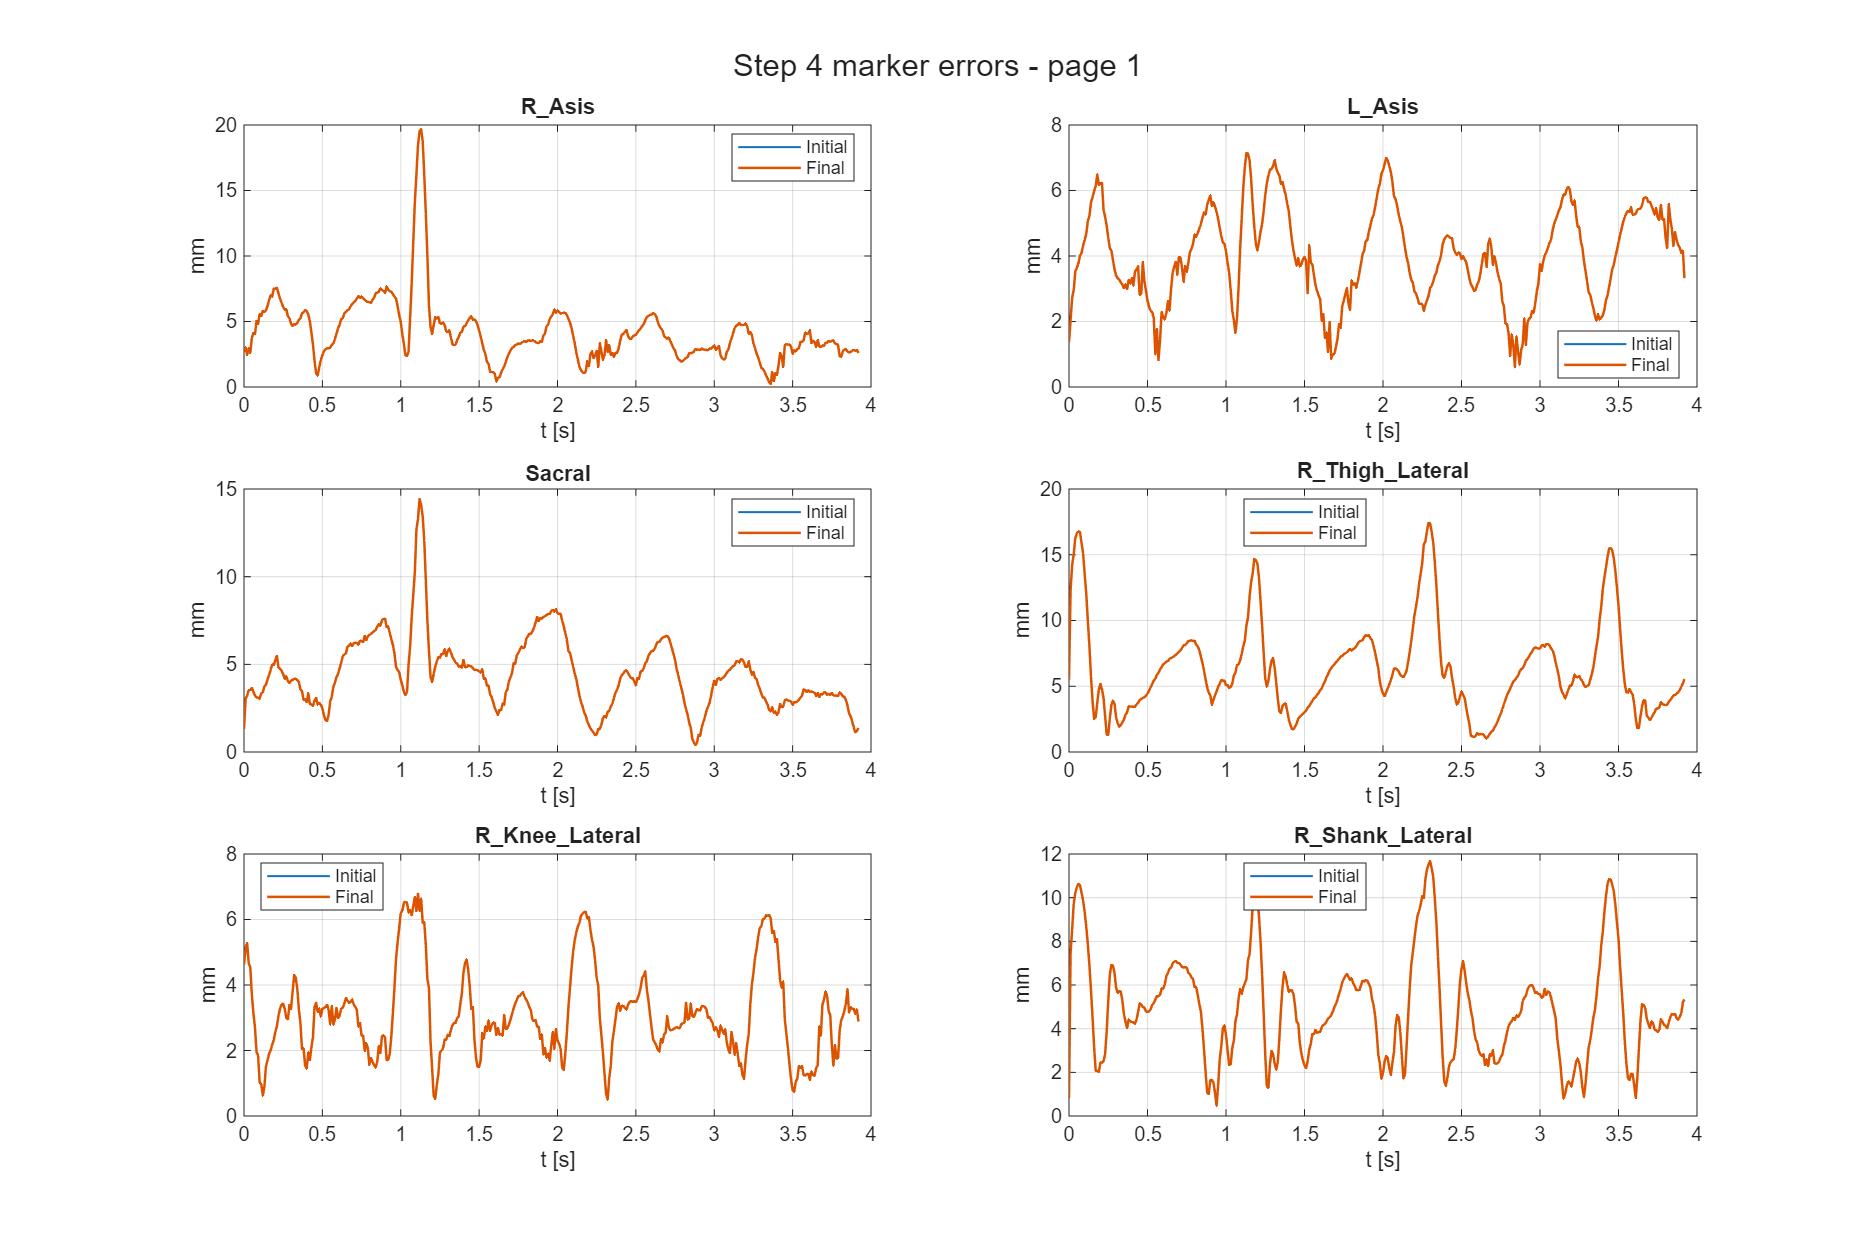 Step 4 marker errors - page 1
R_Asis
20
15
10
5
0
mm
Initial
Final
0 0.5 1 1.5 2 2.5 3 3.5 4
t [s]
L_Asis
8
6
4
2
0
mm
Initial
Final
0 0.5 1 1.5 2 2.5 3 3.5 4
t [s]
Sacral
15
10
5
0
mm
Initial
Final
0 0.5 1 1.5 2 2.5 3 3.5 4
t [s]
R_Thigh_Lateral
20
15
10
5
0
mm
Initial
Final
0 0.5 1 1.5 2 2.5 3 3.5 4
t [s]
R_Knee_Lateral
8
6
4
2
0
mm
Initial
Final
0 0.5 1 1.5 2 2.5 3 3.5 4
t [s]
R_Shank_Lateral
12
10
8
6
4
2
0
mm
Initial
Final
0 0.5 1 1.5 2 2.5 3 3.5 4
t [s]